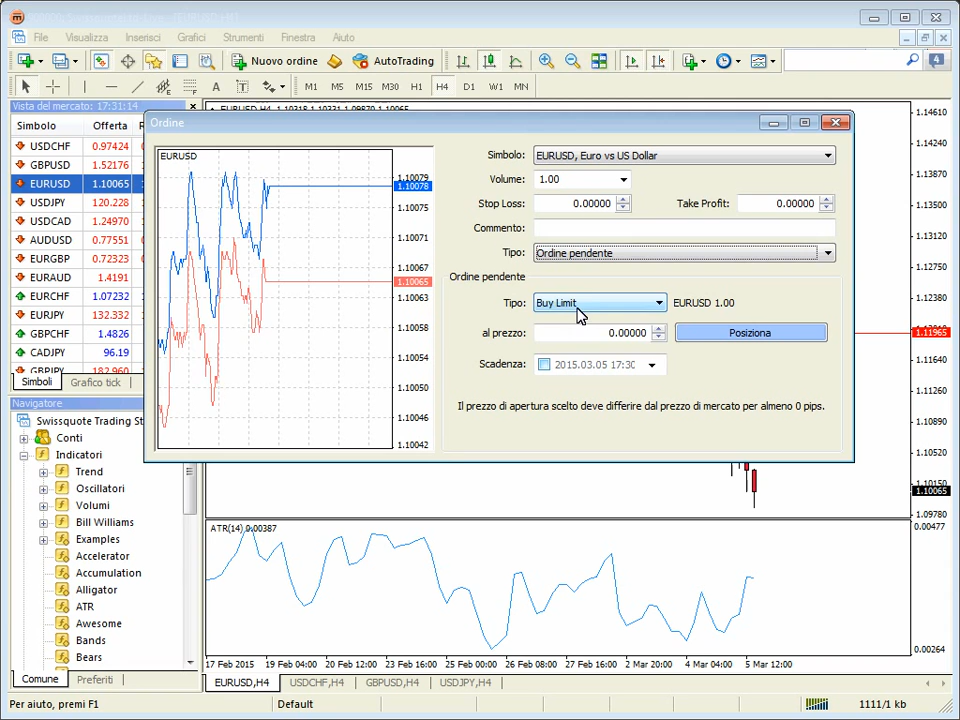 File Visualizza Inserisci Grafici Strumenti Finestra Aiuto
Nuovo ordine AutoTrading 4
A T M1 M5 M15 M30 H1 H4 D1 W1 MN
Vista del mercato: 17:31:14
Simbolo Offerta
USDCHF 0.97424
GBPUSD 1.52176
EURUSD 1.10065
USDJPY 120.228
USDCAD 1.24970
AUDUSD 0.77551
EURGBP 0.72323
EURAUD 1.4191
EURCHF 1.07232
EURJPY 132.332
GBPCHF 1.4826
CADJPY 96.19
GBPJPY 182.960
Simboli Grafico tick
Navigatore
Swissquote Trading St
Conti
Indicatori
Trend
Oscillatori
Volumi
Bill Williams
Examples
Accelerator
Accumulation
Alligator
ATR
Awesome
Bands
Bears
Comune Preferiti
EURUSD,H4 1.10318 1.10331 1.09870 1.10065
Ordine
EURUSD
1.10079
1.10078
1.10075
1.10071
1.10067
1.10065
1.10063
1.10058
1.10054
1.10050
1.10046
1.10042
Simbolo: EURUSD, Euro vs US Dollar
Volume: 1.00
Stop Loss: 0.00000 Take Profit: 0.00000
Commento:
Tipo: Ordine pendente
Ordine pendente
Tipo: Buy Limit EURUSD 1.00
al prezzo: 0.00000 Posiziona
Scadenza: 2015.03.05 17:30
Il prezzo di apertura scelto deve differire dal prezzo di mercato per almeno 0 pips.
1.14610
1.14240
1.13870
1.13500
1.13120
1.12750
1.12380
1.11965
1.11640
1.11260
1.10890
1.10520
1.10150
1.10065
1.09780
ATR(14) 0.00387
0.00477
0.00264
17 Feb 2015 19 Feb 04:00 20 Feb 12:00 23 Feb 16:00 25 Feb 00:00 26 Feb 08:00 27 Feb 16:00 2 Mar 20:00 4 Mar 04:00 5 Mar 12:00
EURUSD,H4 USDCHF,H4 GBPUSD,H4 USDJPY,H4
Per aiuto, premi F1 Default 1111/1 kb